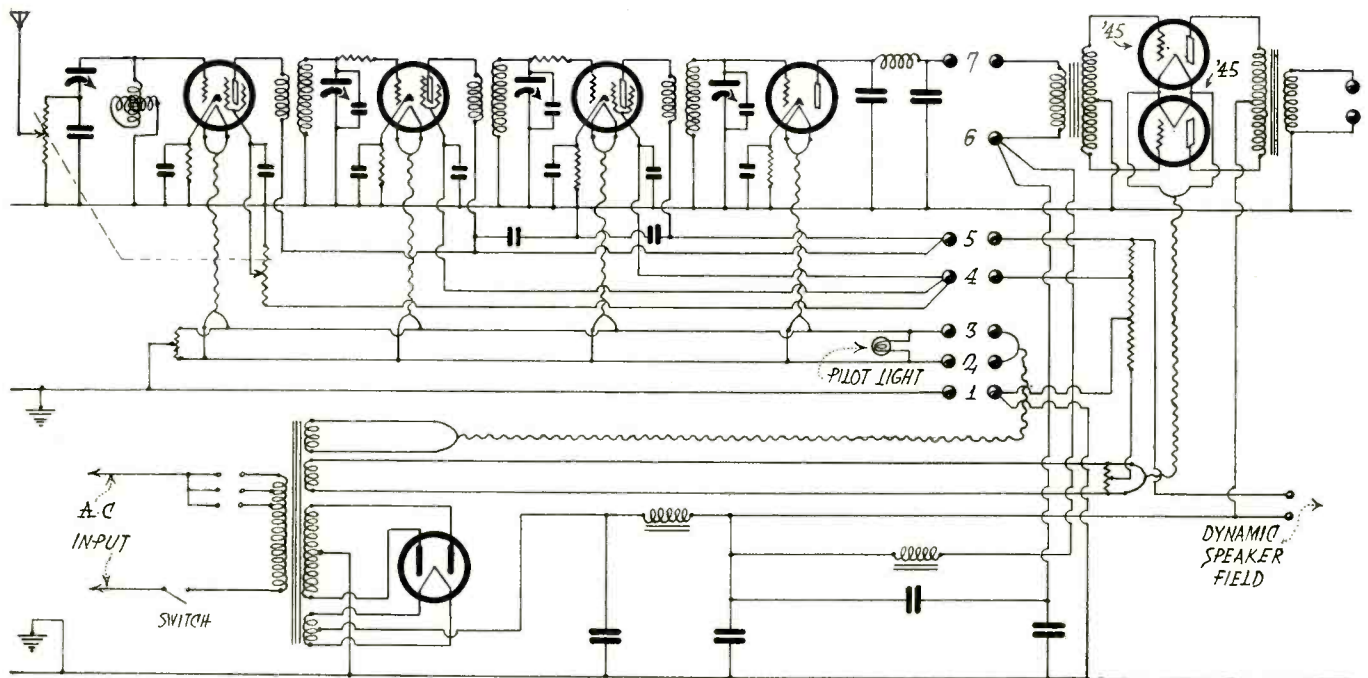 '45
'45
7
6
5
4
3
2
1
PILOT LIGHT
A.C
INPUT
SWITCH
DYNAMIC
SPEAKER
FIELD